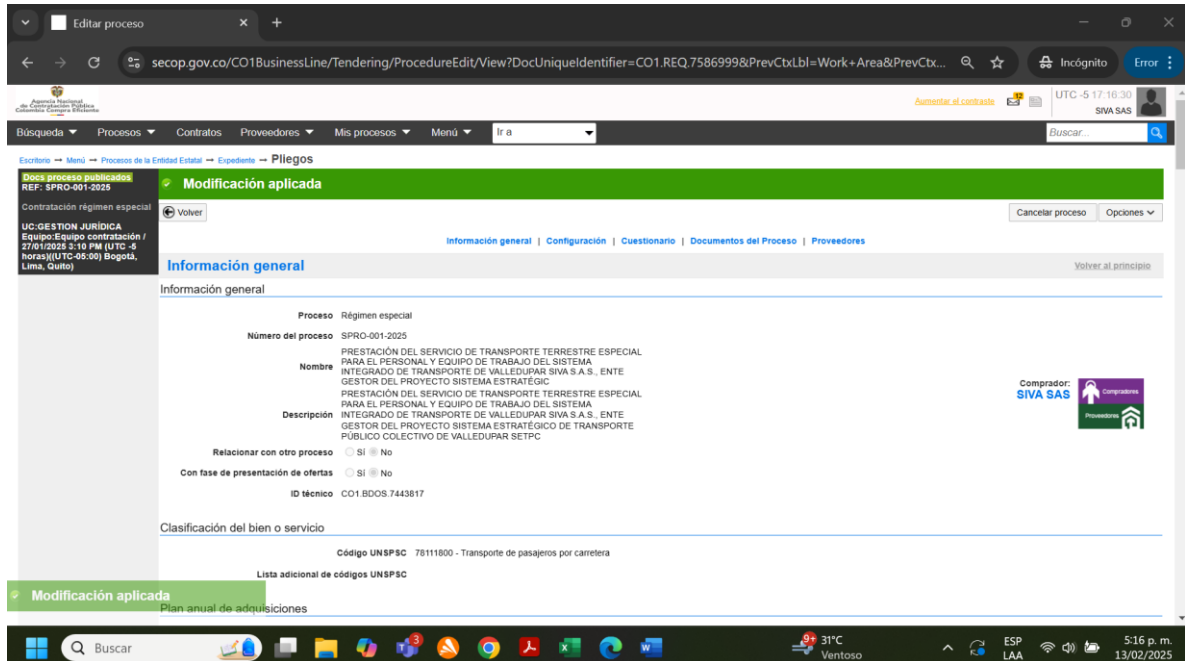 Editar proceso
secop.gov.co/CO1BusinessLine/Tendering/ProcedureEdit/View?DocUniqueIdentifier=CO1.REQ.7586999&PrevCtxLbl=Work+Area&PrevCtx...
Incógnito
Error
Agencia Nacional
de Contratación Pública
Colombia Compra Eficiente
Aumentar el contraste
12
UTC -5 17:16:30
SIVA SAS
Búsqueda Procesos Contratos Proveedores Mis procesos Menú Ir a Buscar...
Escritorio → Menú → Procesos de la Entidad Estatal → Expediente → Pliegos
Docs proceso publicados
REF: SPRO-001-2025
Contratación régimen especial
UC:GESTION JURÍDICA
Equipo:Equipo contratación /
27/01/2025 3:10 PM (UTC -5
horas)((UTC-05:00) Bogotá,
Lima, Quito)
Modificación aplicada
Volver
Cancelar proceso Opciones
Información general | Configuración | Cuestionario | Documentos del Proceso | Proveedores
Información general
Volver al principio
Información general
Proceso Régimen especial
Número del proceso SPRO-001-2025
Nombre PRESTACIÓN DEL SERVICIO DE TRANSPORTE TERRESTRE ESPECIAL
PARA EL PERSONAL Y EQUIPO DE TRABAJO DEL SISTEMA
INTEGRADO DE TRANSPORTE DE VALLEDUPAR SIVA S.A.S., ENTE
GESTOR DEL PROYECTO SISTEMA ESTRATÉGIC
Descripción PRESTACIÓN DEL SERVICIO DE TRANSPORTE TERRESTRE ESPECIAL
PARA EL PERSONAL Y EQUIPO DE TRABAJO DEL SISTEMA
INTEGRADO DE TRANSPORTE DE VALLEDUPAR SIVA S.A.S., ENTE
GESTOR DEL PROYECTO SISTEMA ESTRATÉGICO DE TRANSPORTE
PÚBLICO COLECTIVO DE VALLEDUPAR SETPC
Comprador:
SIVA SAS
Compradores
Proveedores
Relacionar con otro proceso Sí No
Con fase de presentación de ofertas Sí No
ID técnico CO1.BDOS.7443817
Clasificación del bien o servicio
Código UNSPSC 78111800 - Transporte de pasajeros por carretera
Lista adicional de códigos UNSPSC
Modificación aplicada
Plan anual de adquisiciones
Buscar
3
9+
31°C
Ventoso
ESP
LAA
5:16 p. m.
13/02/2025